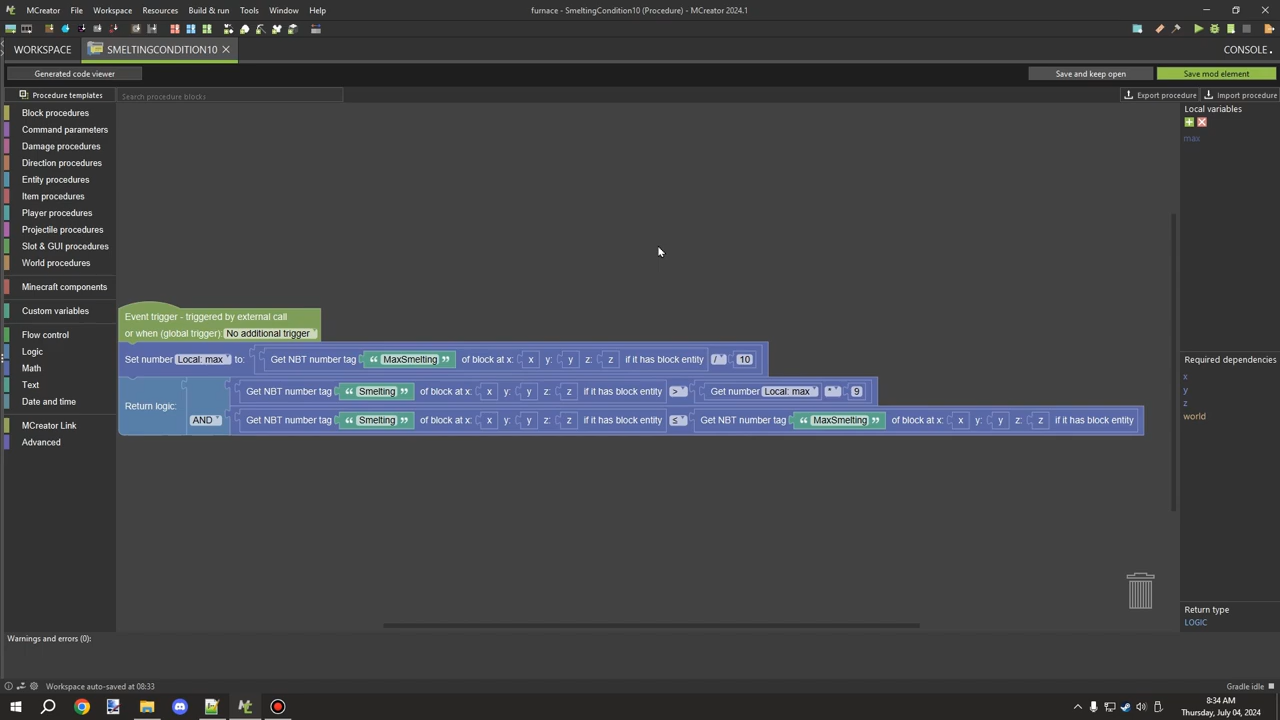 MCreator File Workspace Resources Build & run Tools Window Help furnace - SmeltingCondition10 (Procedure) - MCreator 2024.1
WORKSPACE SMELTINGCONDITION10 CONSOLE
Generated code viewer Save and keep open Save mod element
Procedure templates Search procedure blocks Export procedure Import procedure
Block procedures
Command parameters
Damage procedures
Direction procedures
Entity procedures
Item procedures
Player procedures
Projectile procedures
Slot & GUI procedures
World procedures
Minecraft components
Custom variables
Flow control
Logic
Math
Text
Date and time
MCreator Link
Advanced
Event trigger - triggered by external call
or when (global trigger): No additional trigger
Set number Local: max to: Get NBT number tag “ MaxSmelting ” of block at x: x y: y z: z if it has block entity / 10
Return logic: Get NBT number tag “ Smelting ” of block at x: x y: y z: z if it has block entity > Get number Local: max * 9
AND Get NBT number tag “ Smelting ” of block at x: x y: y z: z if it has block entity ≤ Get NBT number tag “ MaxSmelting ” of block at x: x y: y z: z if it has block entity
Local variables
max
Required dependencies
x
y
z
world
Return type
LOGIC
Warnings and errors (0):
Workspace auto-saved at 08:33 Gradle idle
8:34 AM
Thursday, July 04, 2024